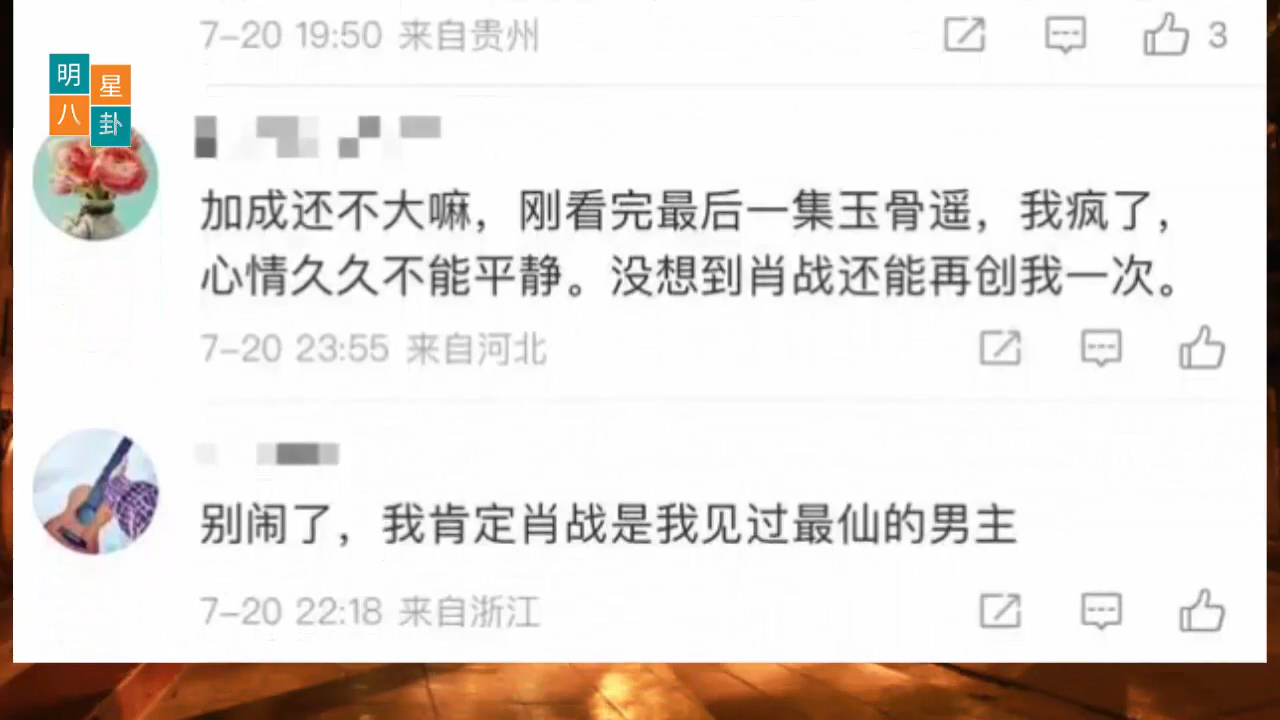 7-20 19:50 来自贵州
3
明星八卦
加成还不大嘛，刚看完最后一集玉骨遥，我疯了，
心情久久不能平静。没想到肖战还能再创我一次。
7-20 23:55 来自河北
别闹了，我肯定肖战是我见过最仙的男主
7-20 22:18 来自浙江